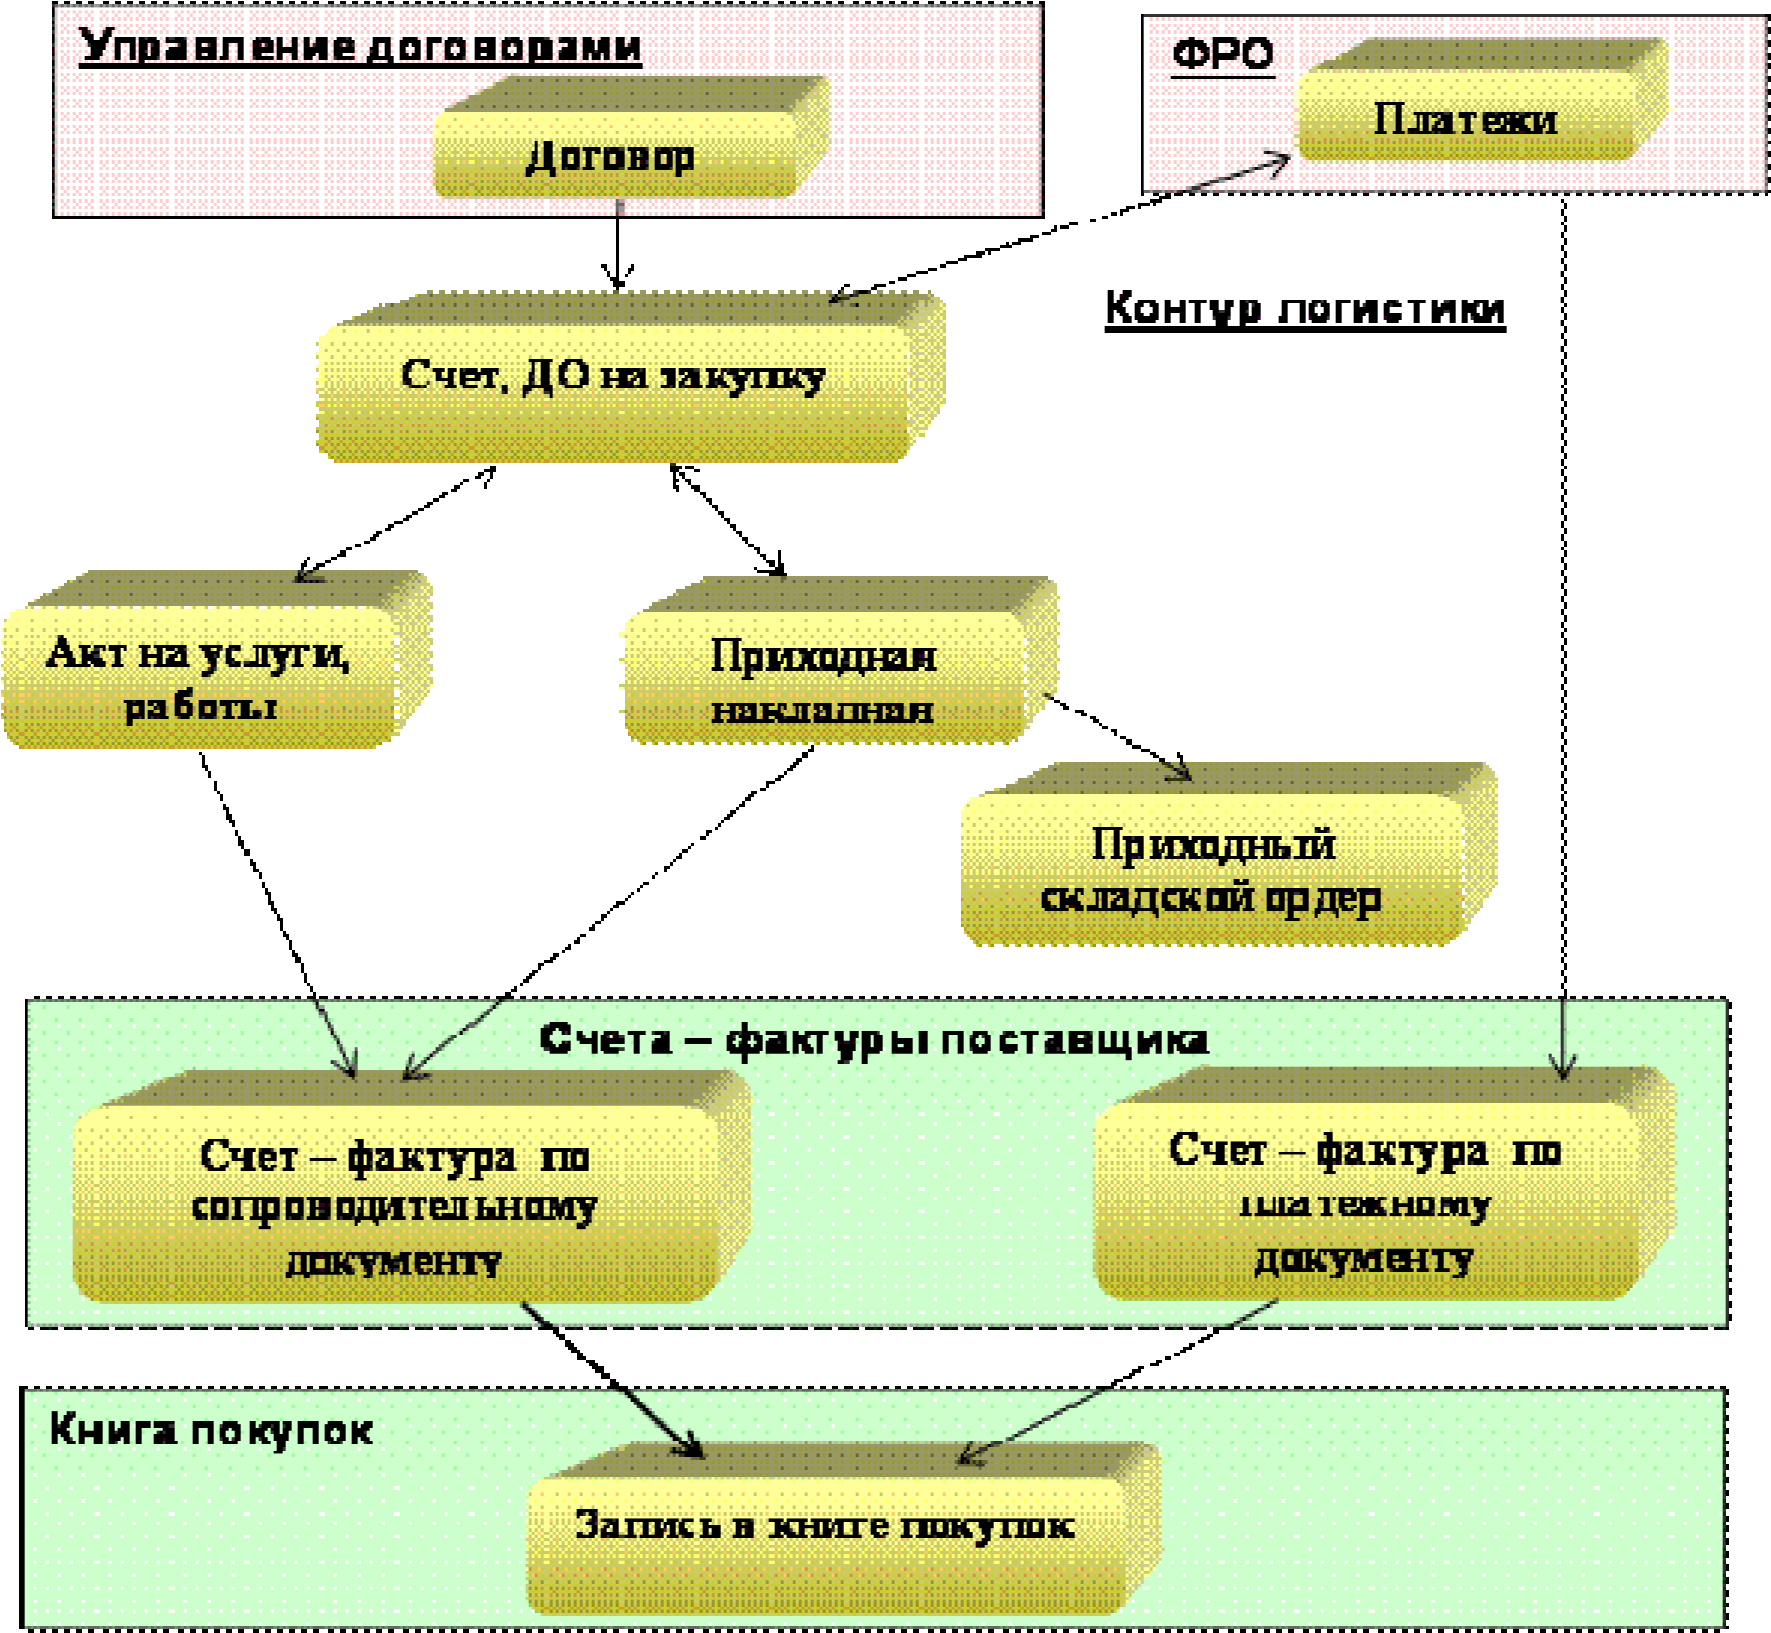 Управление договорами
ФРО
Платежи
Договор
Контур логистики
Счет, ДО на закупку
Акт на услуги,
работы
Приходная
накладная
Приходный
складской ордер
Счета – фактуры поставщика
Счет – фактура по
сопроводительному
документу
Счет – фактура по
платежному
документу
Книга покупок
Запись в книге покупок